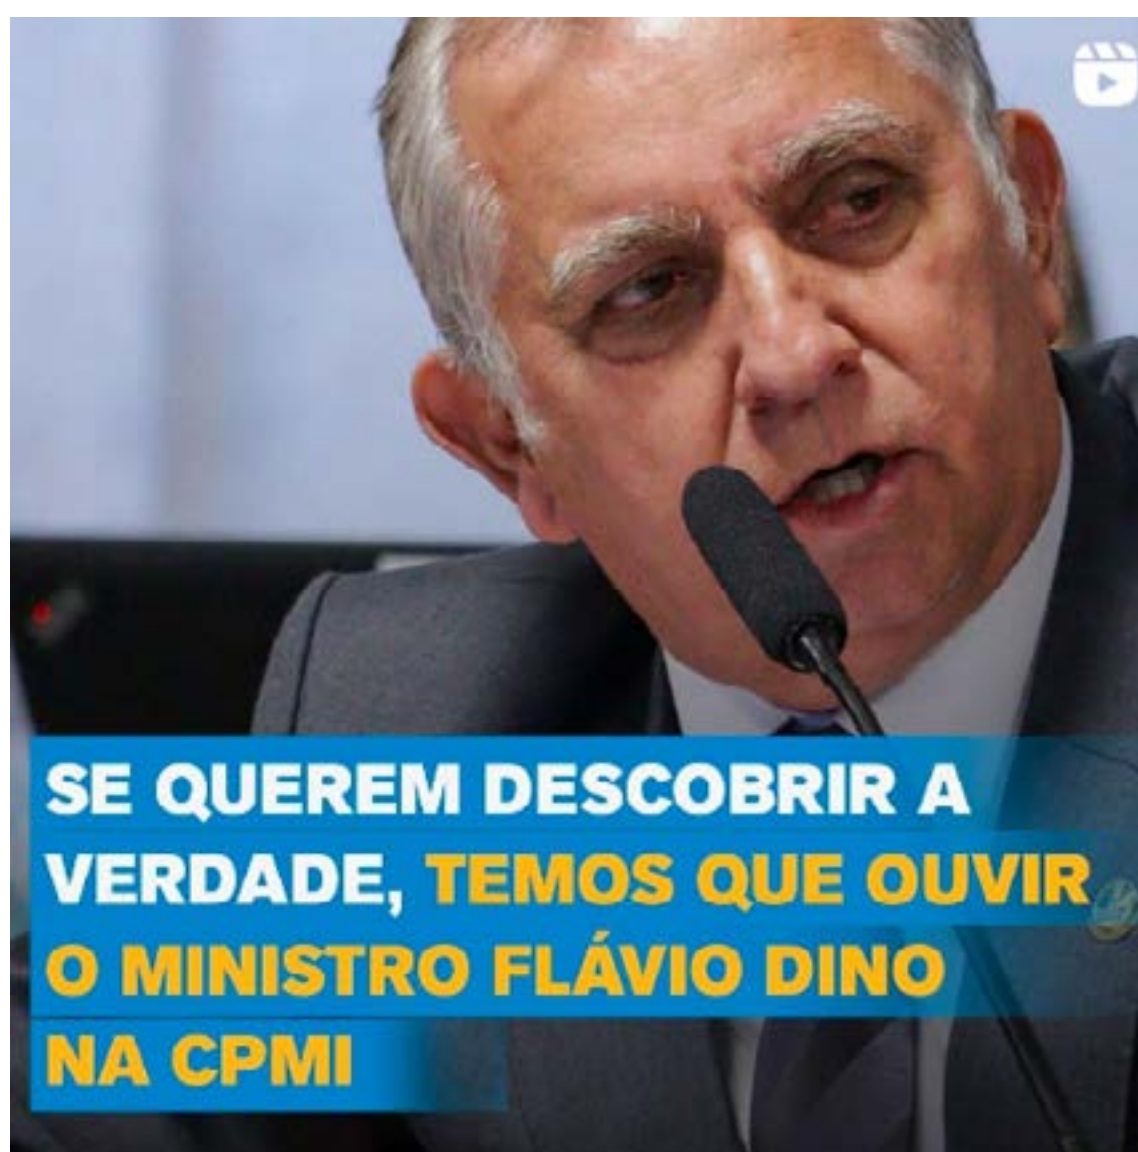 SE QUEREM DESCOBRIR A
VERDADE, TEMOS QUE OUVIR
O MINISTRO FLÁVIO DINO
NA CPMI